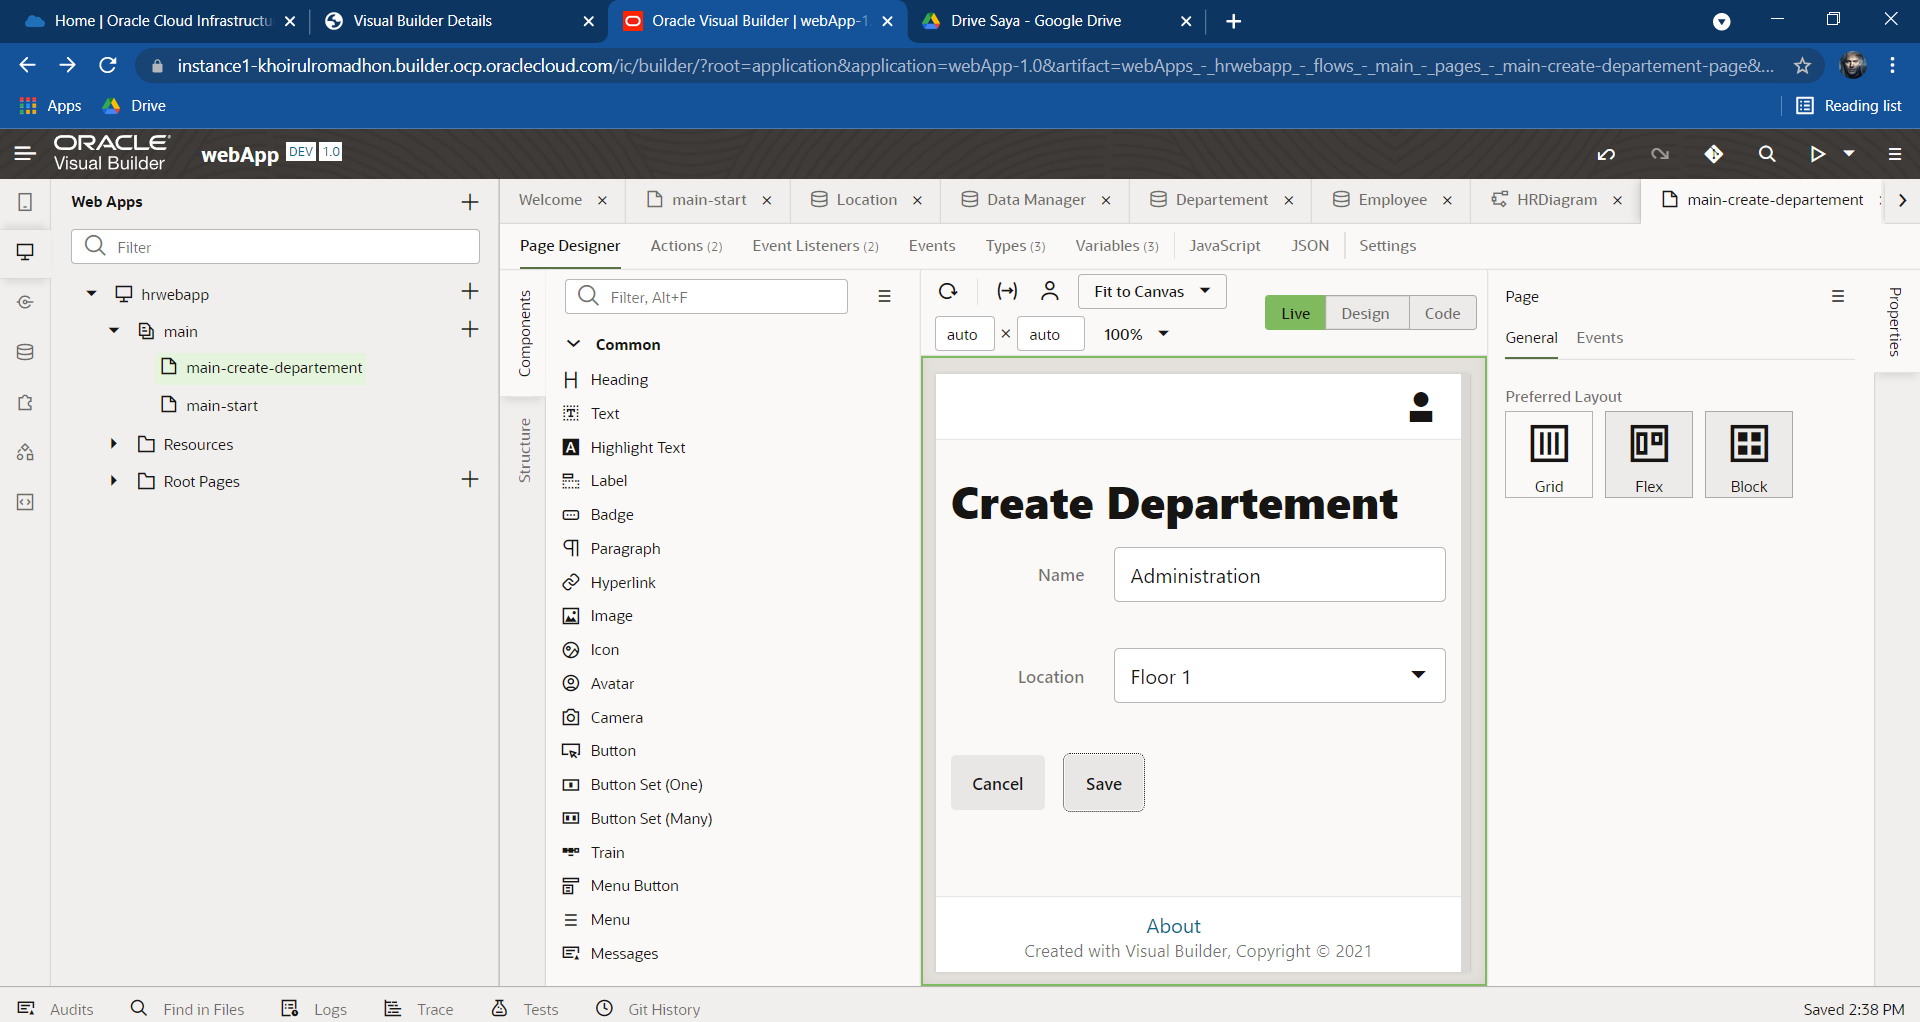 Home | Oracle Cloud Infrastructu
Visual Builder Details
Oracle Visual Builder | webApp-1
Drive Saya - Google Drive
instance1-khoirulromadhon.builder.ocp.oraclecloud.com/ic/builder/?root=application&application=webApp-1.0&artifact=webApps_-_hrwebapp_-_flows_-_main_-_pages_-_main-create-departement-page&...
Apps
Drive
Reading list
ORACLE
Visual Builder
webApp DEV 1.0
Web Apps
Filter
hrwebapp
main
main-create-departement
main-start
Resources
Root Pages
Welcome
main-start
Location
Data Manager
Departement
Employee
HRDiagram
main-create-departement
Page Designer
Actions (2)
Event Listeners (2)
Events
Types (3)
Variables (3)
JavaScript
JSON
Settings
Components
Structure
Filter, Alt+F
Common
Heading
Text
Highlight Text
Label
Badge
Paragraph
Hyperlink
Image
Icon
Avatar
Camera
Button
Button Set (One)
Button Set (Many)
Train
Menu Button
Menu
Messages
Fit to Canvas
auto × auto 100%
Live Design Code
Create Departement
Name
Administration
Location
Floor 1
Cancel
Save
About
Created with Visual Builder, Copyright © 2021
Page
General
Events
Preferred Layout
Grid
Flex
Block
Properties
Audits
Find in Files
Logs
Trace
Tests
Git History
Saved 2:38 PM